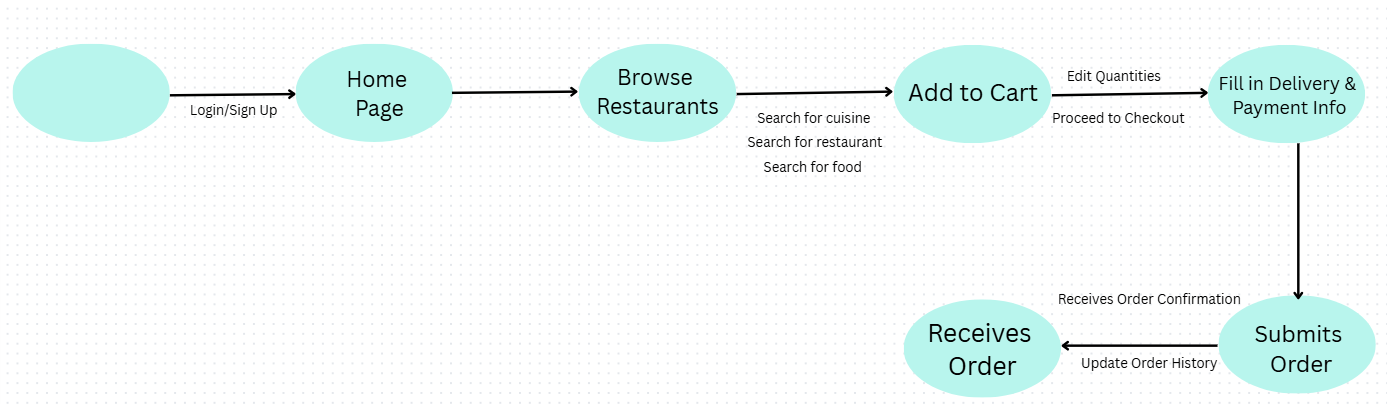 Login/Sign Up
Home
Page
Browse
Restaurants
Search for cuisine
Search for restaurant
Search for food
Add to Cart
Edit Quantities
Proceed to Checkout
Fill in Delivery &
Payment Info
Submits
Order
Receives Order Confirmation
Update Order History
Receives
Order